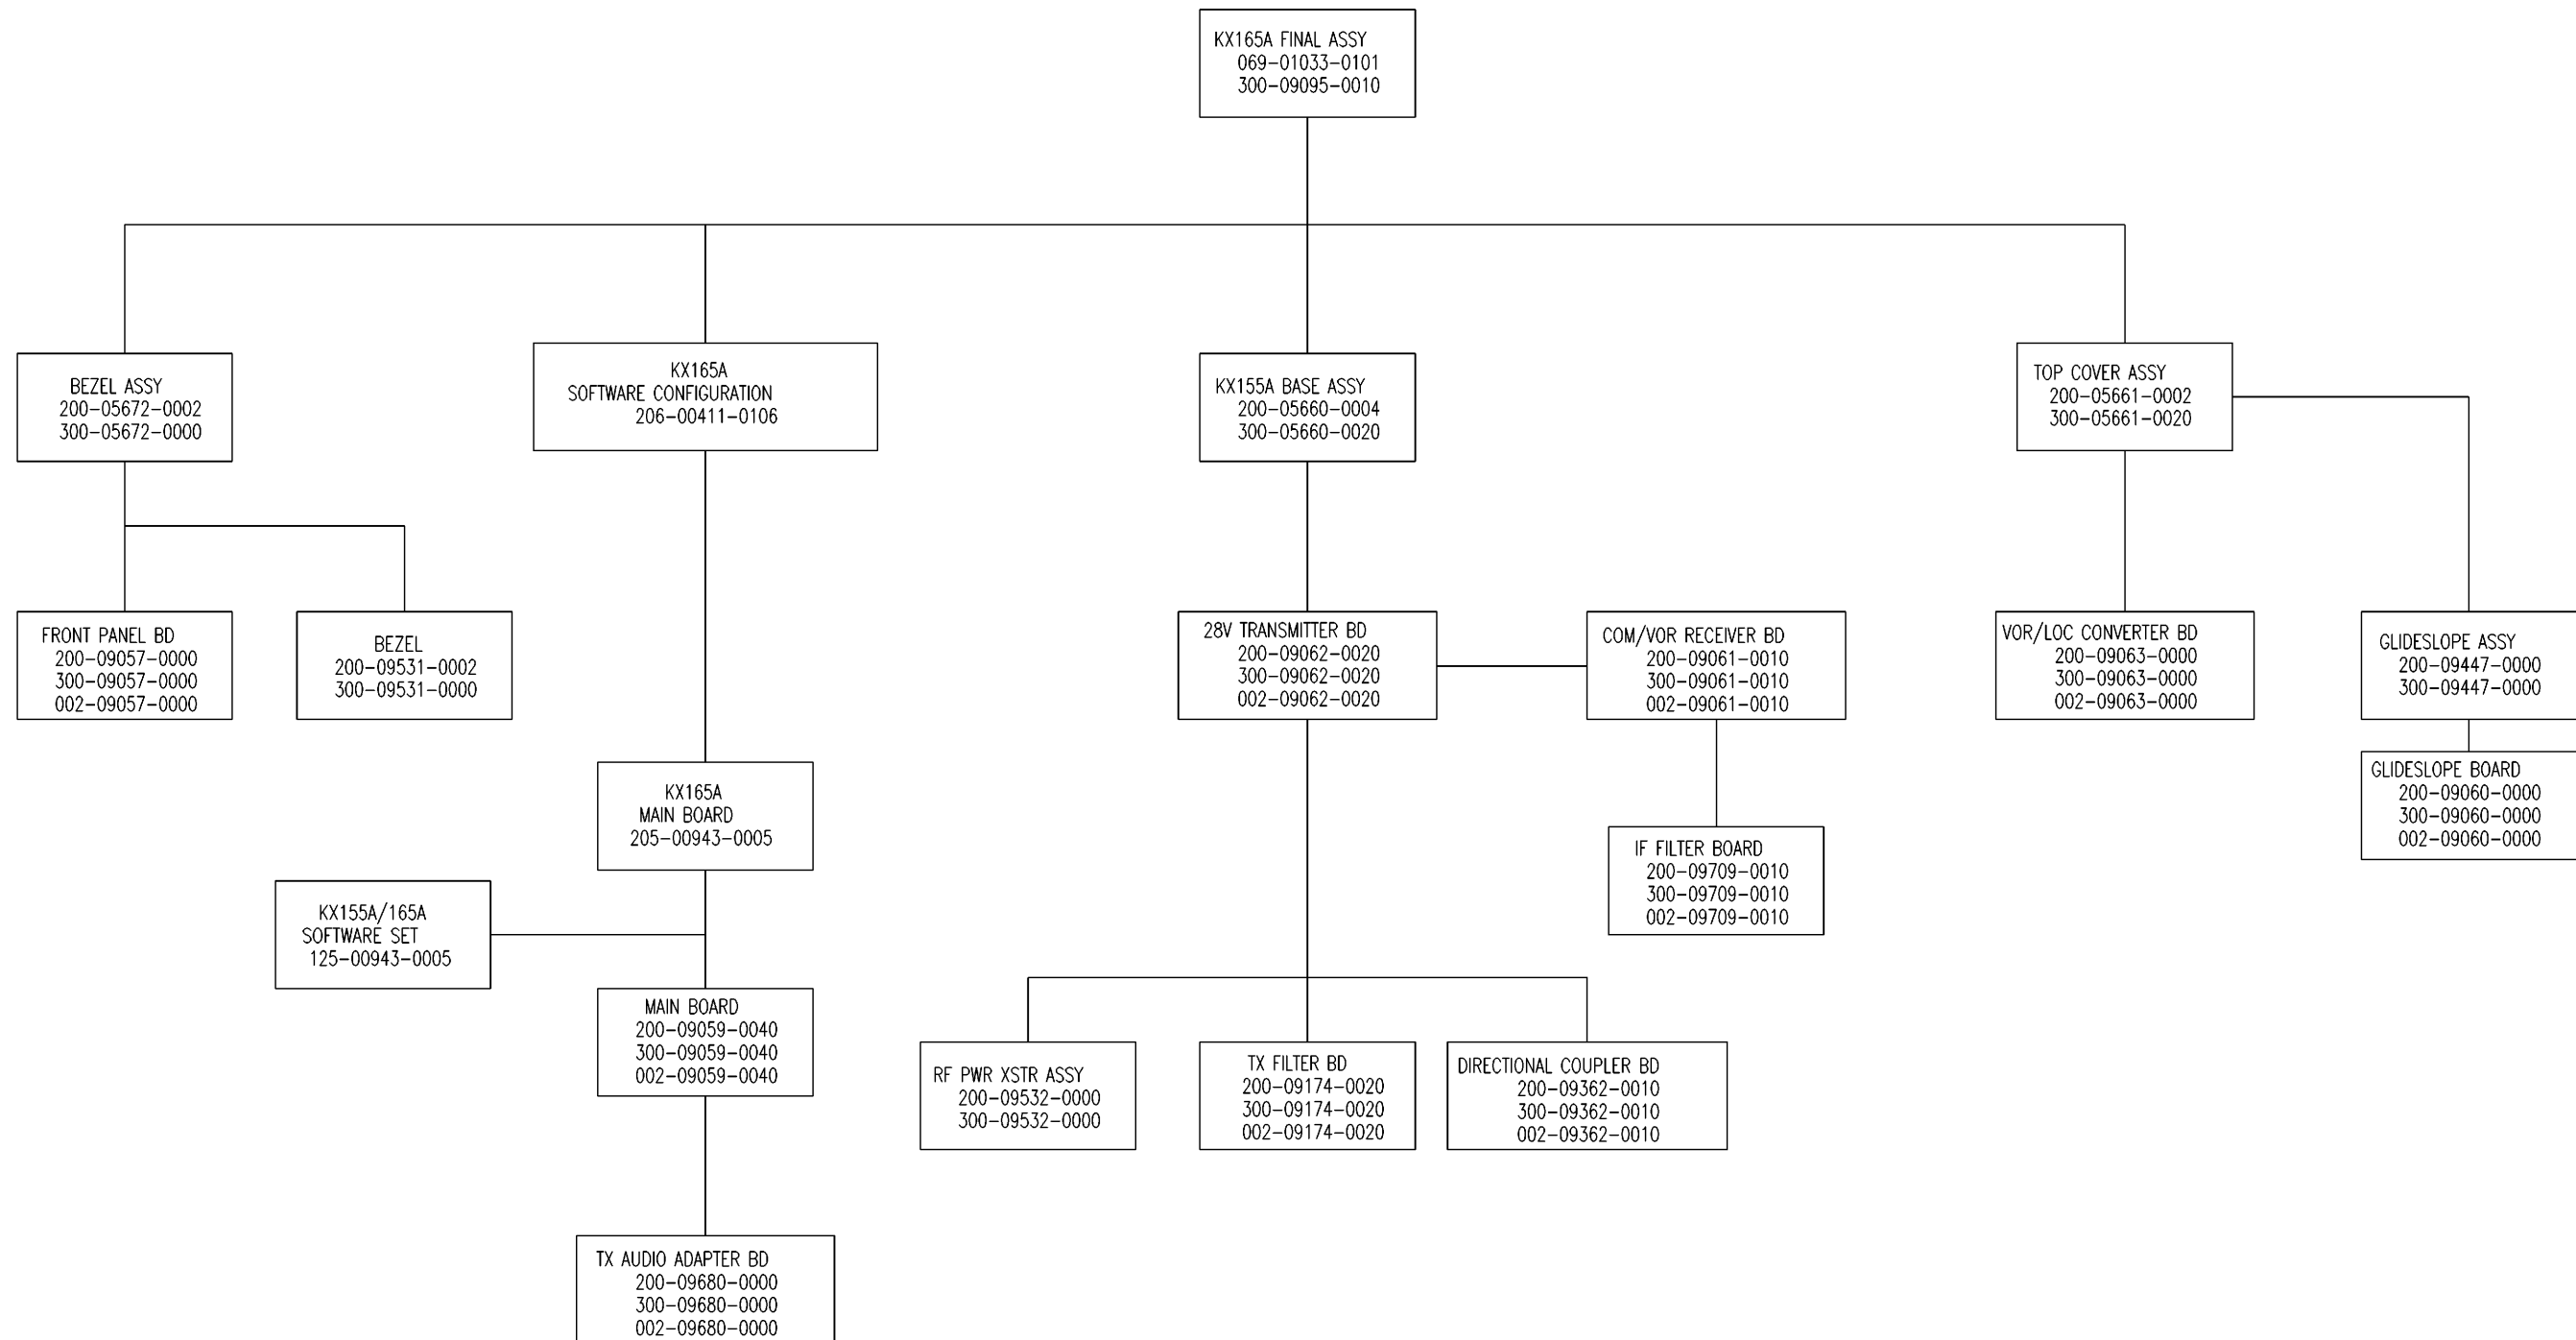 KX165A FINAL ASSY
069-01033-0101
300-09095-0010
BEZEL ASSY
200-05672-0002
300-05672-0000
KX165A
SOFTWARE CONFIGURATION
206-00411-0106
KX155A BASE ASSY
200-05660-0004
300-05660-0020
TOP COVER ASSY
200-05661-0002
300-05661-0020
FRONT PANEL BD
200-09057-0000
300-09057-0000
002-09057-0000
BEZEL
200-09531-0002
300-09531-0000
28V TRANSMITTER BD
200-09062-0020
300-09062-0020
002-09062-0020
COM/VOR RECEIVER BD
200-09061-0010
300-09061-0010
002-09061-0010
VOR/LOC CONVERTER BD
200-09063-0000
300-09063-0000
002-09063-0000
GLIDESLOPE ASSY
200-09447-0000
300-09447-0000
KX165A
MAIN BOARD
205-00943-0005
GLIDESLOPE BOARD
200-09060-0000
300-09060-0000
002-09060-0000
IF FILTER BOARD
200-09709-0010
300-09709-0010
002-09709-0010
KX155A/165A
SOFTWARE SET
125-00943-0005
MAIN BOARD
200-09059-0040
300-09059-0040
002-09059-0040
RF PWR XSTR ASSY
200-09532-0000
300-09532-0000
TX FILTER BD
200-09174-0020
300-09174-0020
002-09174-0020
DIRECTIONAL COUPLER BD
200-09362-0010
300-09362-0010
002-09362-0010
TX AUDIO ADAPTER BD
200-09680-0000
300-09680-0000
002-09680-0000